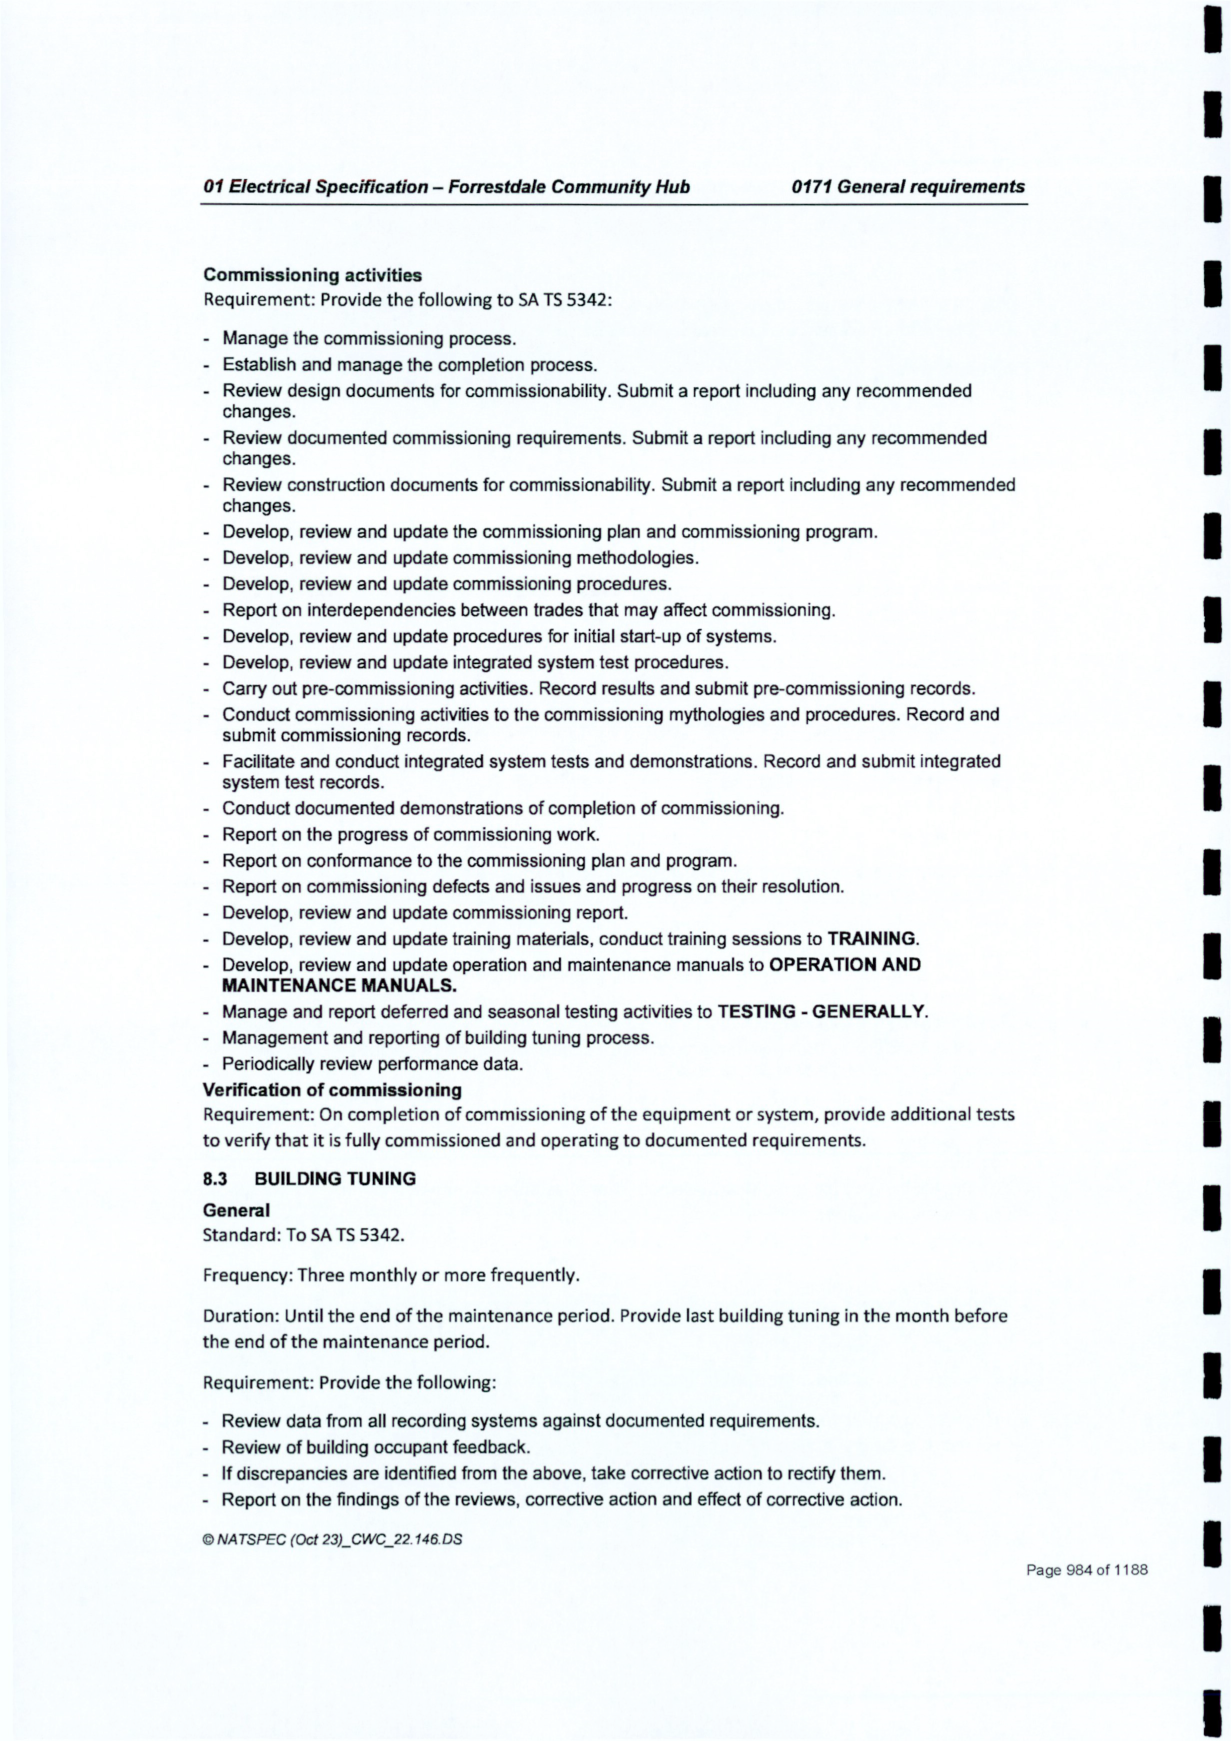 01 Electrical Specification – Forrestdale Community Hub 0171 General requirements
Commissioning activities
Requirement: Provide the following to SA TS 5342:
- Manage the commissioning process.
- Establish and manage the completion process.
- Review design documents for commissionability. Submit a report including any recommended
changes.
- Review documented commissioning requirements. Submit a report including any recommended
changes.
- Review construction documents for commissionability. Submit a report including any recommended
changes.
- Develop, review and update the commissioning plan and commissioning program.
- Develop, review and update commissioning methodologies.
- Develop, review and update commissioning procedures.
- Report on interdependencies between trades that may affect commissioning.
- Develop, review and update procedures for initial start-up of systems.
- Develop, review and update integrated system test procedures.
- Carry out pre-commissioning activities. Record results and submit pre-commissioning records.
- Conduct commissioning activities to the commissioning mythologies and procedures. Record and
submit commissioning records.
- Facilitate and conduct integrated system tests and demonstrations. Record and submit integrated
system test records.
- Conduct documented demonstrations of completion of commissioning.
- Report on the progress of commissioning work.
- Report on conformance to the commissioning plan and program.
- Report on commissioning defects and issues and progress on their resolution.
- Develop, review and update commissioning report.
- Develop, review and update training materials, conduct training sessions to TRAINING.
- Develop, review and update operation and maintenance manuals to OPERATION AND
MAINTENANCE MANUALS.
- Manage and report deferred and seasonal testing activities to TESTING - GENERALLY.
- Management and reporting of building tuning process.
- Periodically review performance data.
Verification of commissioning
Requirement: On completion of commissioning of the equipment or system, provide additional tests
to verify that it is fully commissioned and operating to documented requirements.
8.3 BUILDING TUNING
General
Standard: To SA TS 5342.
Frequency: Three monthly or more frequently.
Duration: Until the end of the maintenance period. Provide last building tuning in the month before
the end of the maintenance period.
Requirement: Provide the following:
- Review data from all recording systems against documented requirements.
- Review of building occupant feedback.
- If discrepancies are identified from the above, take corrective action to rectify them.
- Report on the findings of the reviews, corrective action and effect of corrective action.
© NATSPEC (Oct 23)_CWC_22.146.DS
Page 984 of 1188